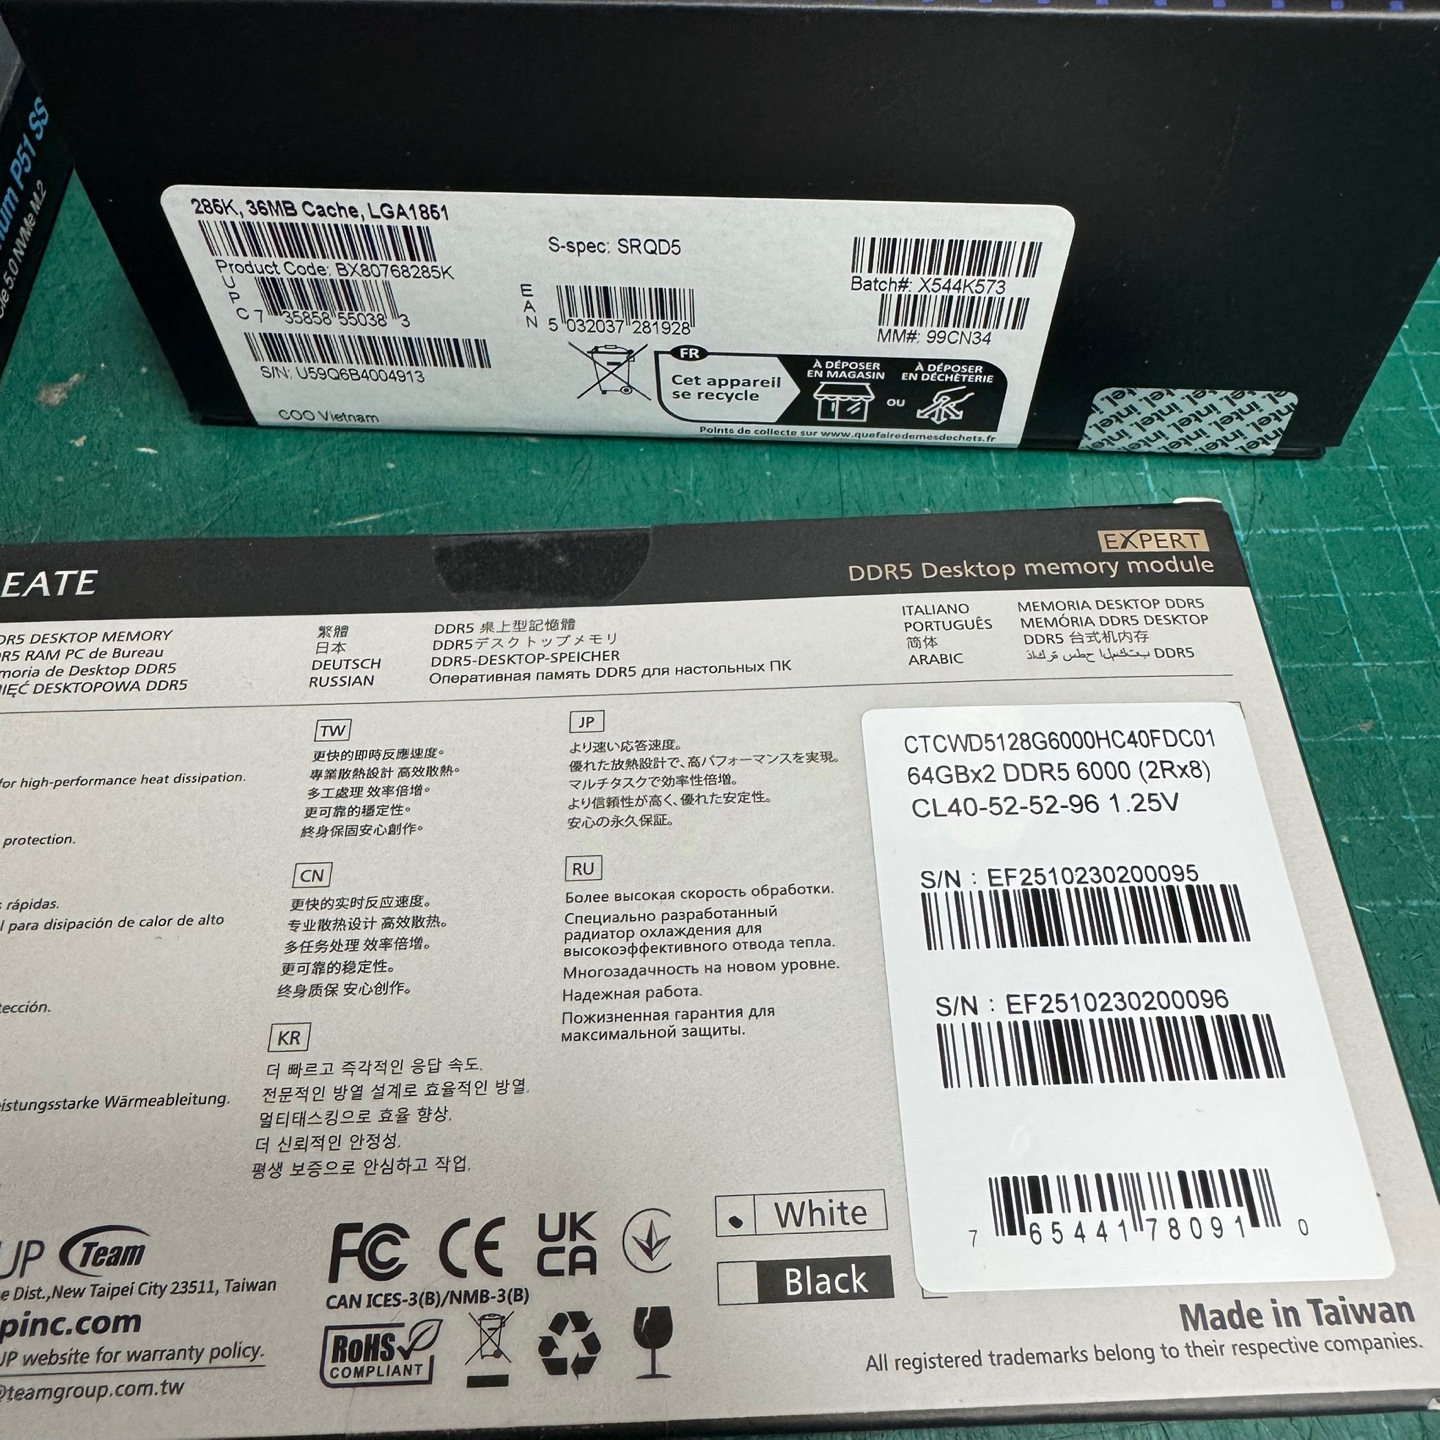 P51 SS
5.0 NVMe M.2
285K, 36MB Cache, LGA1851
Product Code: BX80768285K
UPC 7 35858 55038 3
S/N: U59Q6B4004913
COO Vietnam
S-spec: SRQD5
EAN 5 032037 281928
Batch#: X544K573
MM#: 99CN34
FR
Cet appareil
se recycle
À DÉPOSER
EN MAGASIN
OU
À DÉPOSER
EN DÉCHÈTERIE
Points de collecte sur www.quefairedemesdechets.fr
intel.
EATE
EXPERT
DDR5 Desktop memory module
DESKTOP MEMORY
RAM PC de Bureau
de Desktop DDR5
DESKTOPOWA DDR5
繁體 DDR5 桌上型記憶體
日本 DDR5デスクトップメモリ
DEUTSCH DDR5-DESKTOP-SPEICHER
RUSSIAN Оперативная память DDR5 для настольных ПК
ITALIANO MEMORIA DESKTOP DDR5
PORTUGUÊS MEMÓRIA DDR5 DESKTOP
简体 DDR5 台式机内存
ARABIC DDR5
for high-performance heat dissipation.
protection.
rápidas.
para disipación de calor de alto
Wärmeableitung.
TW
更快的即時反應速度。
專業散熱設計 高效散熱。
多工處理 效率倍增。
更可靠的穩定性。
終身保固安心創作。
CN
更快的实时反应速度。
专业散热设计 高效散热。
多任务处理 效率倍增。
更可靠的稳定性。
终身质保 安心创作。
KR
더 빠르고 즉각적인 응답 속도.
전문적인 방열 설계로 효율적인 방열.
멀티태스킹으로 효율 향상.
더 신뢰적인 안정성.
평생 보증으로 안심하고 작업.
JP
より速い応答速度。
優れた放熱設計で、高パフォーマンスを実現。
マルチタスクで効率性倍増。
より信頼性が高く、優れた安定性。
安心の永久保証。
RU
Более высокая скорость обработки.
Специально разработанный
радиатор охлаждения для
высокоэффективного отвода тепла.
Многозадачность на новом уровне.
Надежная работа.
Пожизненная гарантия для
максимальной защиты.
CTCWD5128G6000HC40FDC01
64GBx2 DDR5 6000 (2Rx8)
CL40-52-52-96 1.25V
S/N : EF2510230200095
S/N : EF2510230200096
7 65441 78091 0
White
Black
UP Team
Dist.,New Taipei City 23511, Taiwan
pinc.com
UP website for warranty policy.
@teamgroup.com.tw
FC CE UK CA
CAN ICES-3(B)/NMB-3(B)
RoHS
COMPLIANT
Made in Taiwan
All registered trademarks belong to their respective companies.